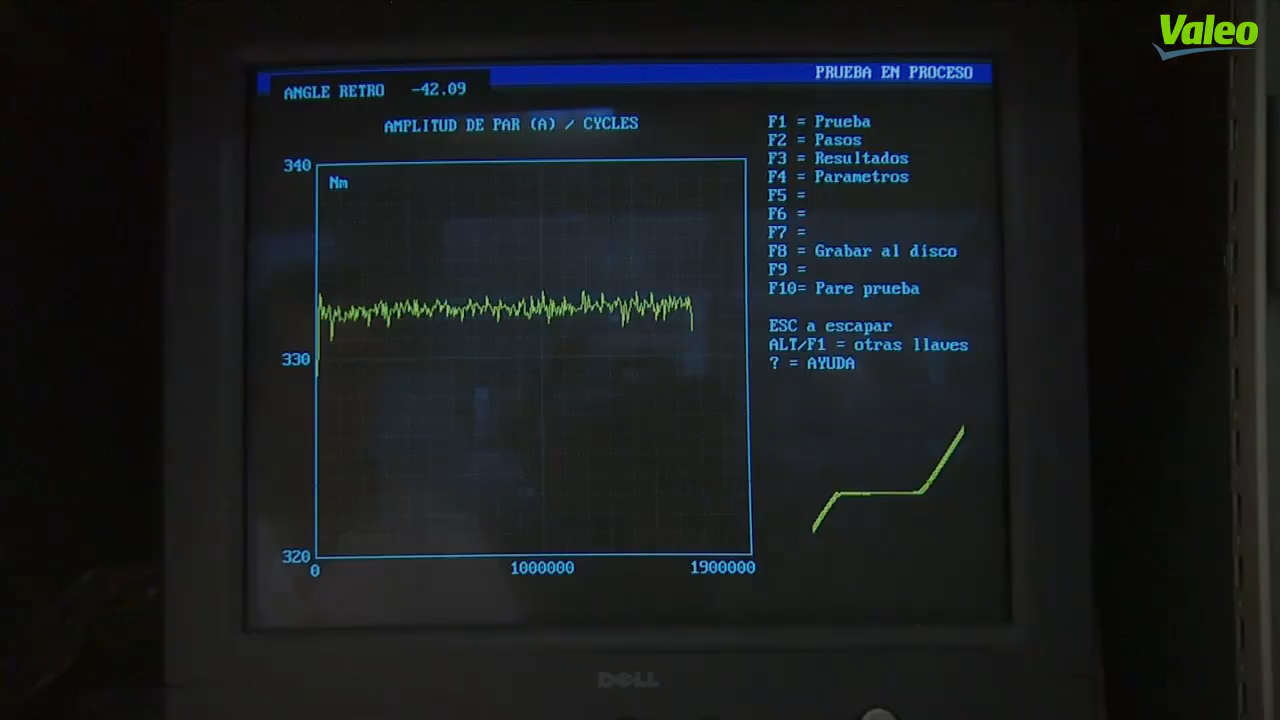 Valeo
PRUEBA EN PROCESO
ANGLE RETRO -42.09
AMPLITUD DE PAR (A) / CYCLES
340
Nm
330
320
0
1000000
1900000
F1 = Prueba
F2 = Pasos
F3 = Resultados
F4 = Parametros
F5 =
F6 =
F7 =
F8 = Grabar al disco
F9 =
F10= Pare prueba
ESC a escapar
ALT/F1 = otras llaves
? = AYUDA
DELL